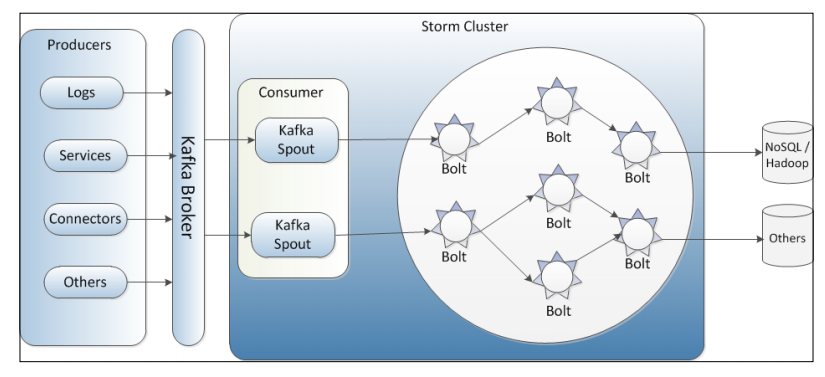 Storm Cluster
Producers
Logs
Services
Connectors
Others
Kafka Broker
Consumer
Kafka
Spout
Kafka
Spout
Bolt
Bolt
Bolt
Bolt
Bolt
Bolt
Bolt
NoSQL /
Hadoop
Others